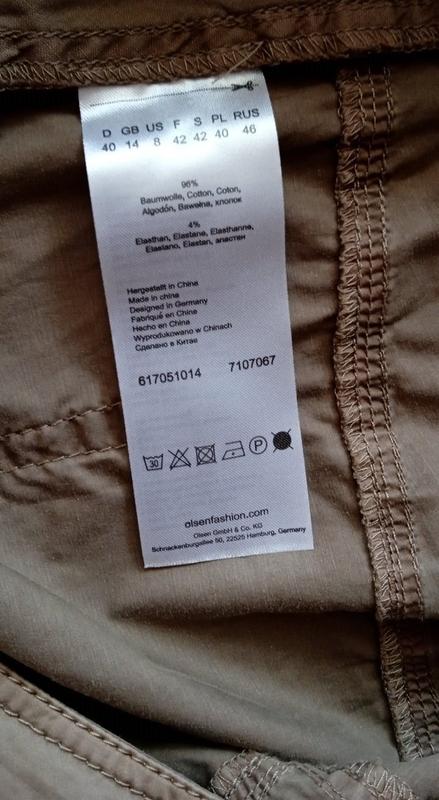 D GB US F S PL RUS
40 14 8 42 42 40 46
96%
Baumwolle, Cotton, Coton,
Algodón, Bawełna, хлопок
4%
Elasthan, Elastane, Elasthanne,
Elastano, Elastan, эластан
Hergestellt in China
Made in china
Designed in Germany
Fabriqué en China
Hecho en China
Wyprodukowano w Chinach
Сделано в Китае
617051014 7107067
30 P
olsenfashion.com
Olsen GmbH & Co. KG
Schnackenburgallee 50, 22525 Hamburg, Germany